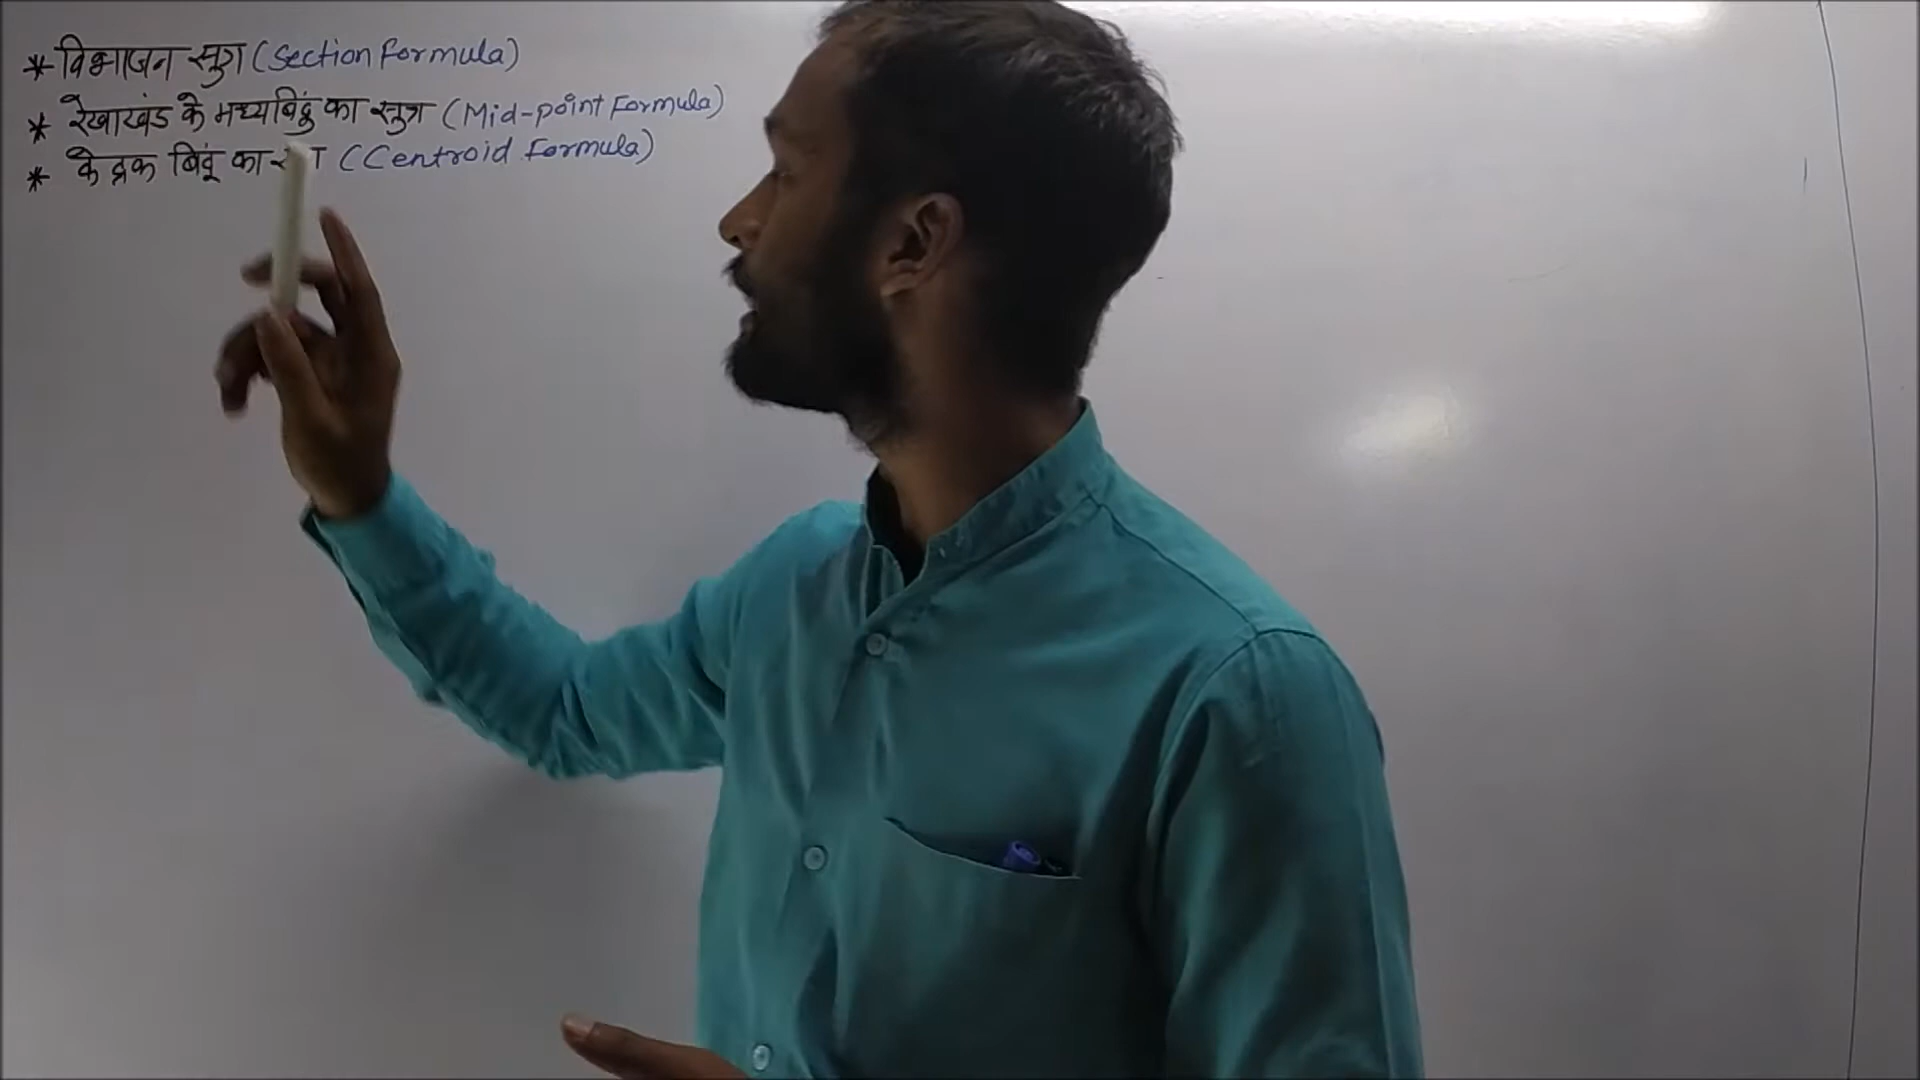 * विभाजन सुत्र (Section Formula)
* रेखाखंड के मध्यबिंदुं का सुत्र (Mid-point Formula)
* केंद्रक बिदूं का (Centroid Formula)